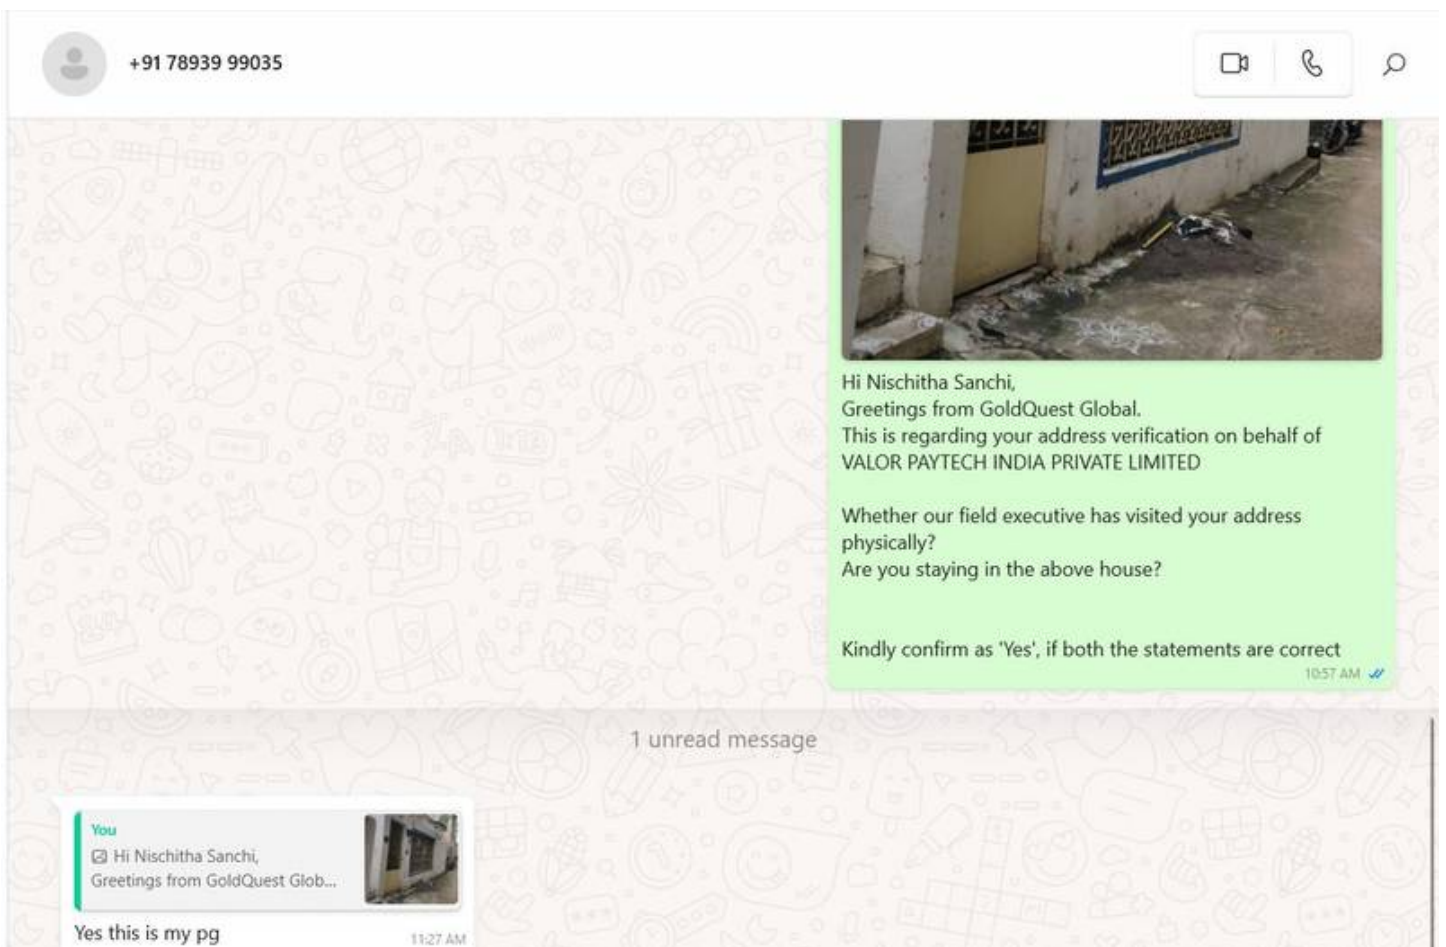 +91 78939 99035
Hi Nischitha Sanchi,
Greetings from GoldQuest Global.
This is regarding your address verification on behalf of
VALOR PAYTECH INDIA PRIVATE LIMITED
Whether our field executive has visited your address
physically?
Are you staying in the above house?
Kindly confirm as 'Yes', if both the statements are correct
10:57 AM
1 unread message
You
Hi Nischitha Sanchi,
Greetings from GoldQuest Glob...
Yes this is my pg
11:27 AM